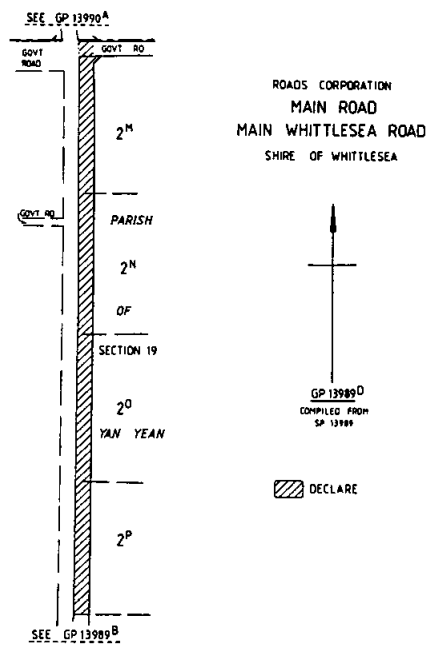 SEE GP 13990A
GOVT
ROAD
GOVT RD
2M
GOVT RD
PARISH
2N
OF
SECTION 19
2O
YAN YEAN
2P
SEE GP 13989B
ROADS CORPORATION
MAIN ROAD
MAIN WHITTLESEA ROAD
SHIRE OF WHITTLESEA
GP 13989D
COMPILED FROM
SP 13989
DECLARE